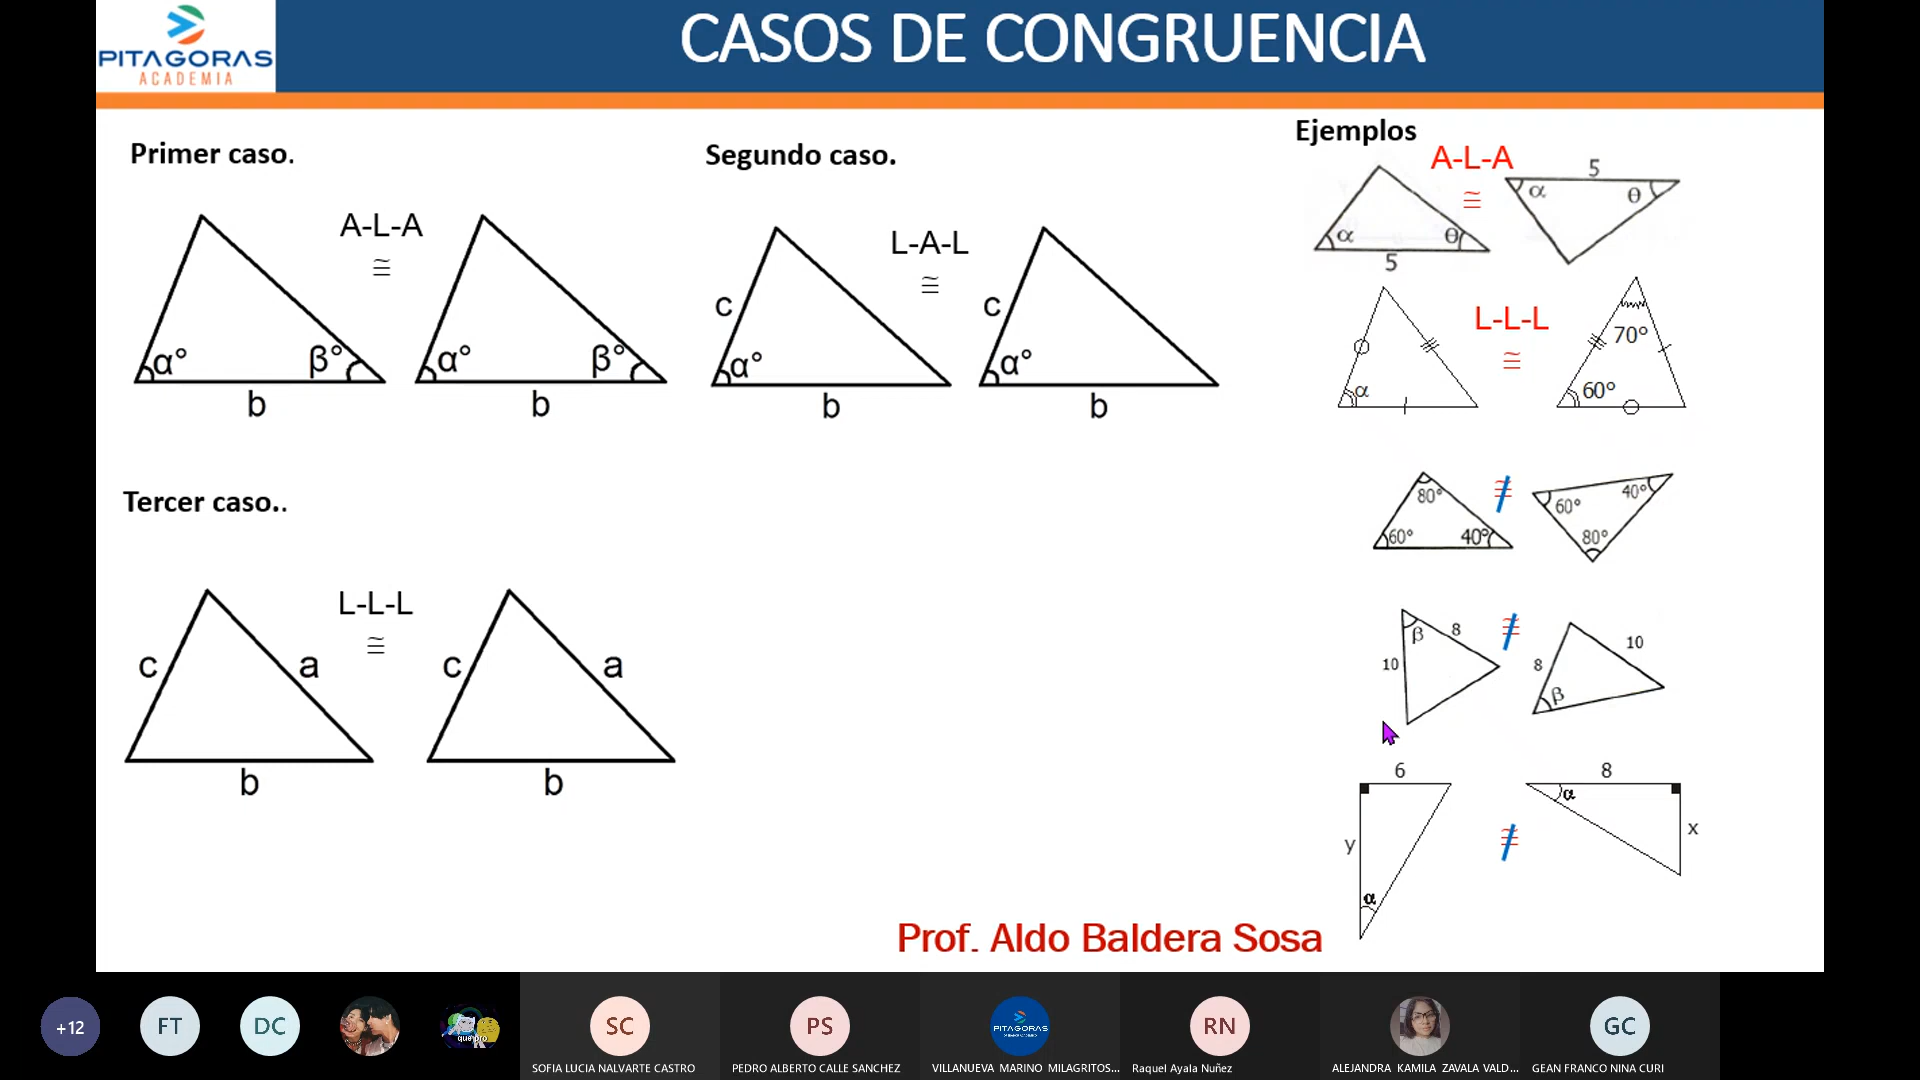 PITAGORAS
ACADEMIA
CASOS DE CONGRUENCIA
Primer caso.
A-L-A
≅
α° β°
b
α° β°
b
Segundo caso.
L-A-L
≅
c
α°
b
c
α°
b
Tercer caso..
L-L-L
≅
c a
b
c a
b
Ejemplos
A-L-A
≅
α θ
5
5
α θ
L-L-L
≅
α
70°
60°
≇
80°
60° 40°
60° 40°
80°
≇
β 8
10
10
8
β
≇
6
y
α
8
α
x
Prof. Aldo Baldera Sosa
+12
FT
DC
que pro
SC
SOFIA LUCIA NALVARTE CASTRO
PS
PEDRO ALBERTO CALLE SANCHEZ
PITAGORAS
VILLANUEVA MARINO MILAGRITOS...
RN
Raquel Ayala Nuñez
ALEJANDRA KAMILA ZAVALA VALD...
GC
GEAN FRANCO NINA CURI